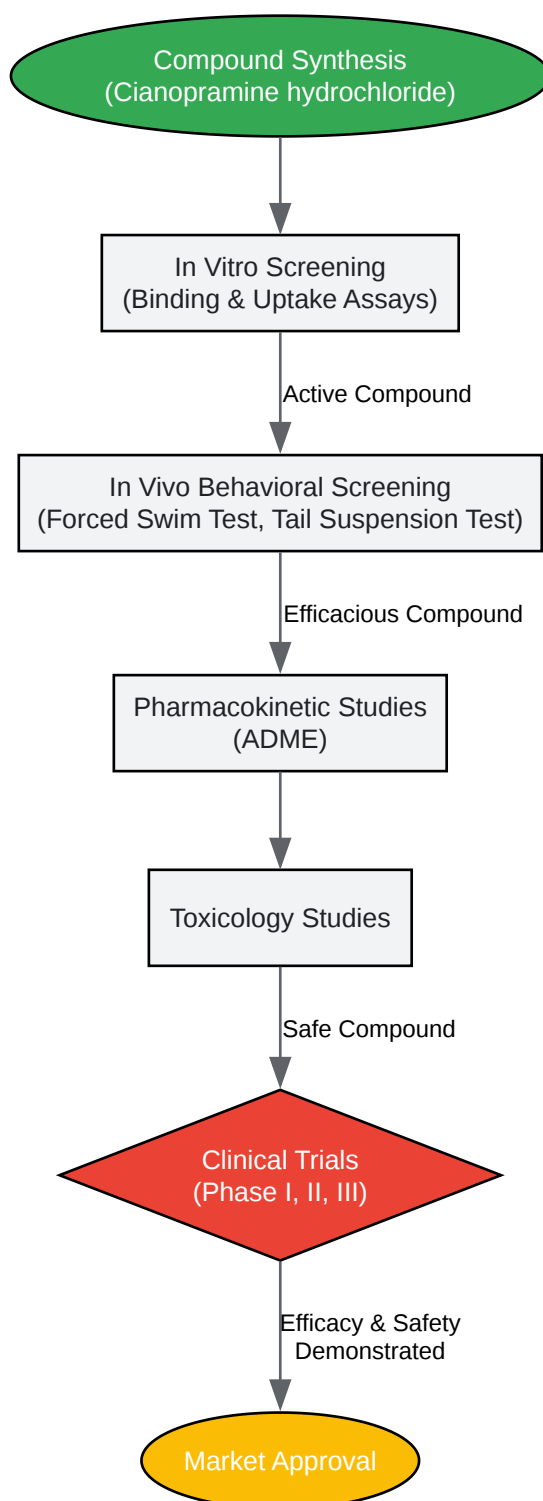 Compound Synthesis
(Cianopramine hydrochloride)
In Vitro Screening
(Binding & Uptake Assays)
Active Compound
In Vivo Behavioral Screening
(Forced Swim Test, Tail Suspension Test)
Efficacious Compound
Pharmacokinetic Studies
(ADME)
Toxicology Studies
Safe Compound
Clinical Trials
(Phase I, II, III)
Efficacy & Safety
Demonstrated
Market Approval